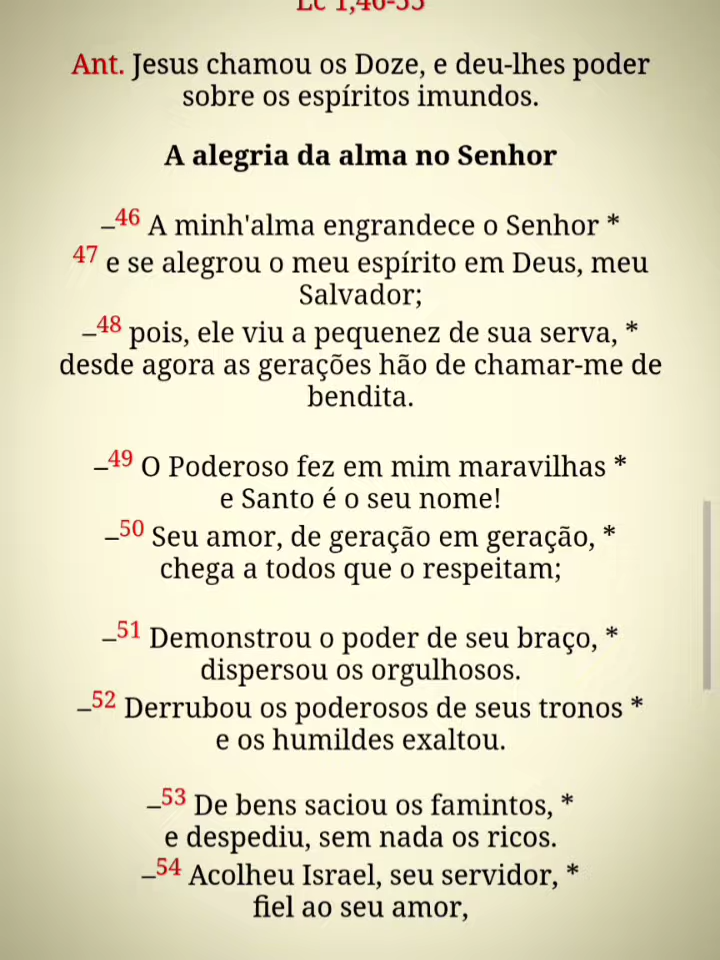 Lc 1,46-55
Ant. Jesus chamou os Doze, e deu-lhes poder
sobre os espíritos imundos.
A alegria da alma no Senhor
–46 A minh'alma engrandece o Senhor *
47 e se alegrou o meu espírito em Deus, meu
Salvador;
–48 pois, ele viu a pequenez de sua serva, *
desde agora as gerações hão de chamar-me de
bendita.
–49 O Poderoso fez em mim maravilhas *
e Santo é o seu nome!
–50 Seu amor, de geração em geração, *
chega a todos que o respeitam;
–51 Demonstrou o poder de seu braço, *
dispersou os orgulhosos.
–52 Derrubou os poderosos de seus tronos *
e os humildes exaltou.
–53 De bens saciou os famintos, *
e despediu, sem nada os ricos.
–54 Acolheu Israel, seu servidor, *
fiel ao seu amor,